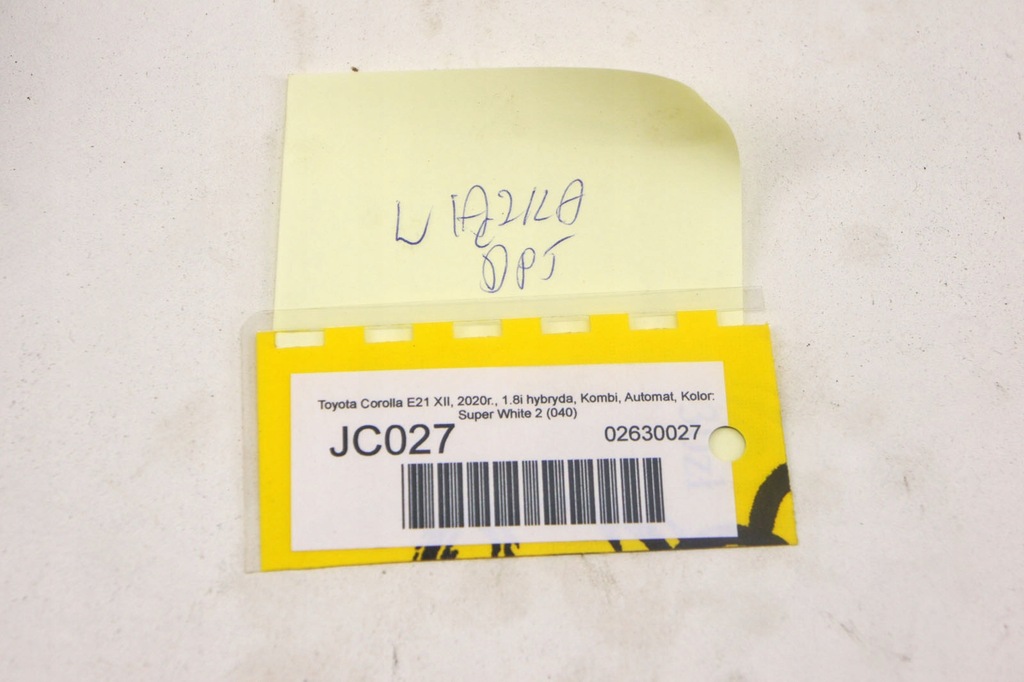 WIĄZKA
DPJ
Toyota Corolla E21 XII, 2020r., 1.8i hybryda, Kombi, Automat, Kolor:
Super White 2 (040)
JC027 02630027